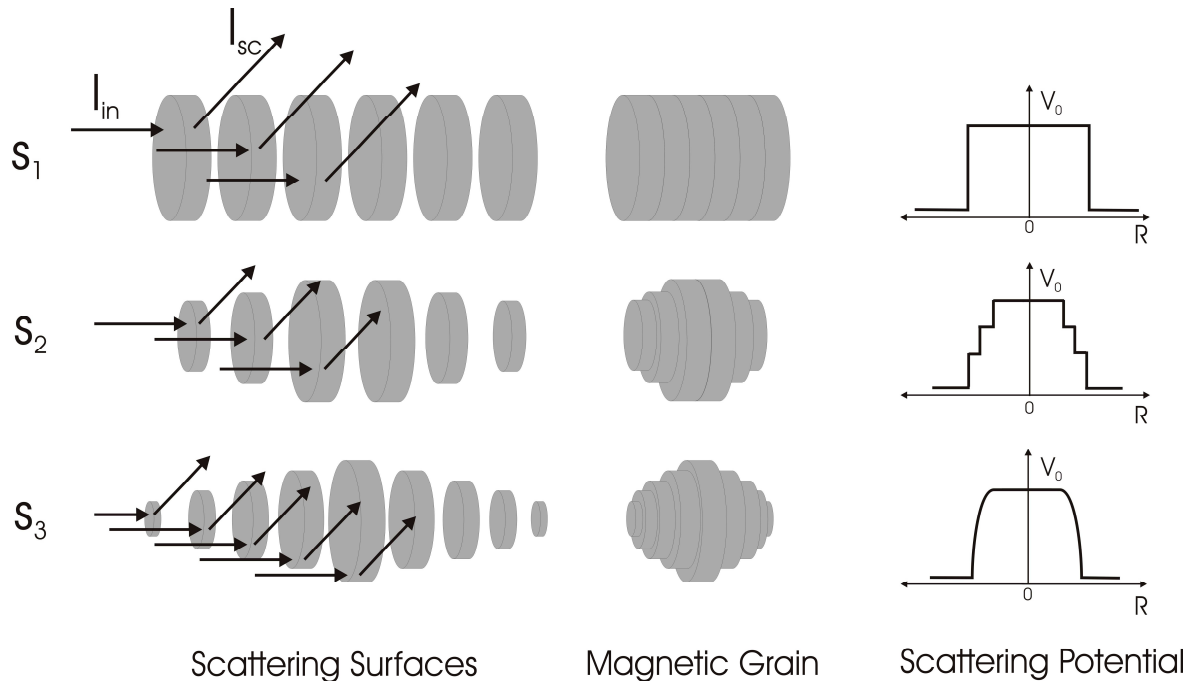 I_sc
I_in
S_1
V_0
0
R
S_2
V_0
0
R
S_3
V_0
0
R
Scattering Surfaces
Magnetic Grain
Scattering Potential